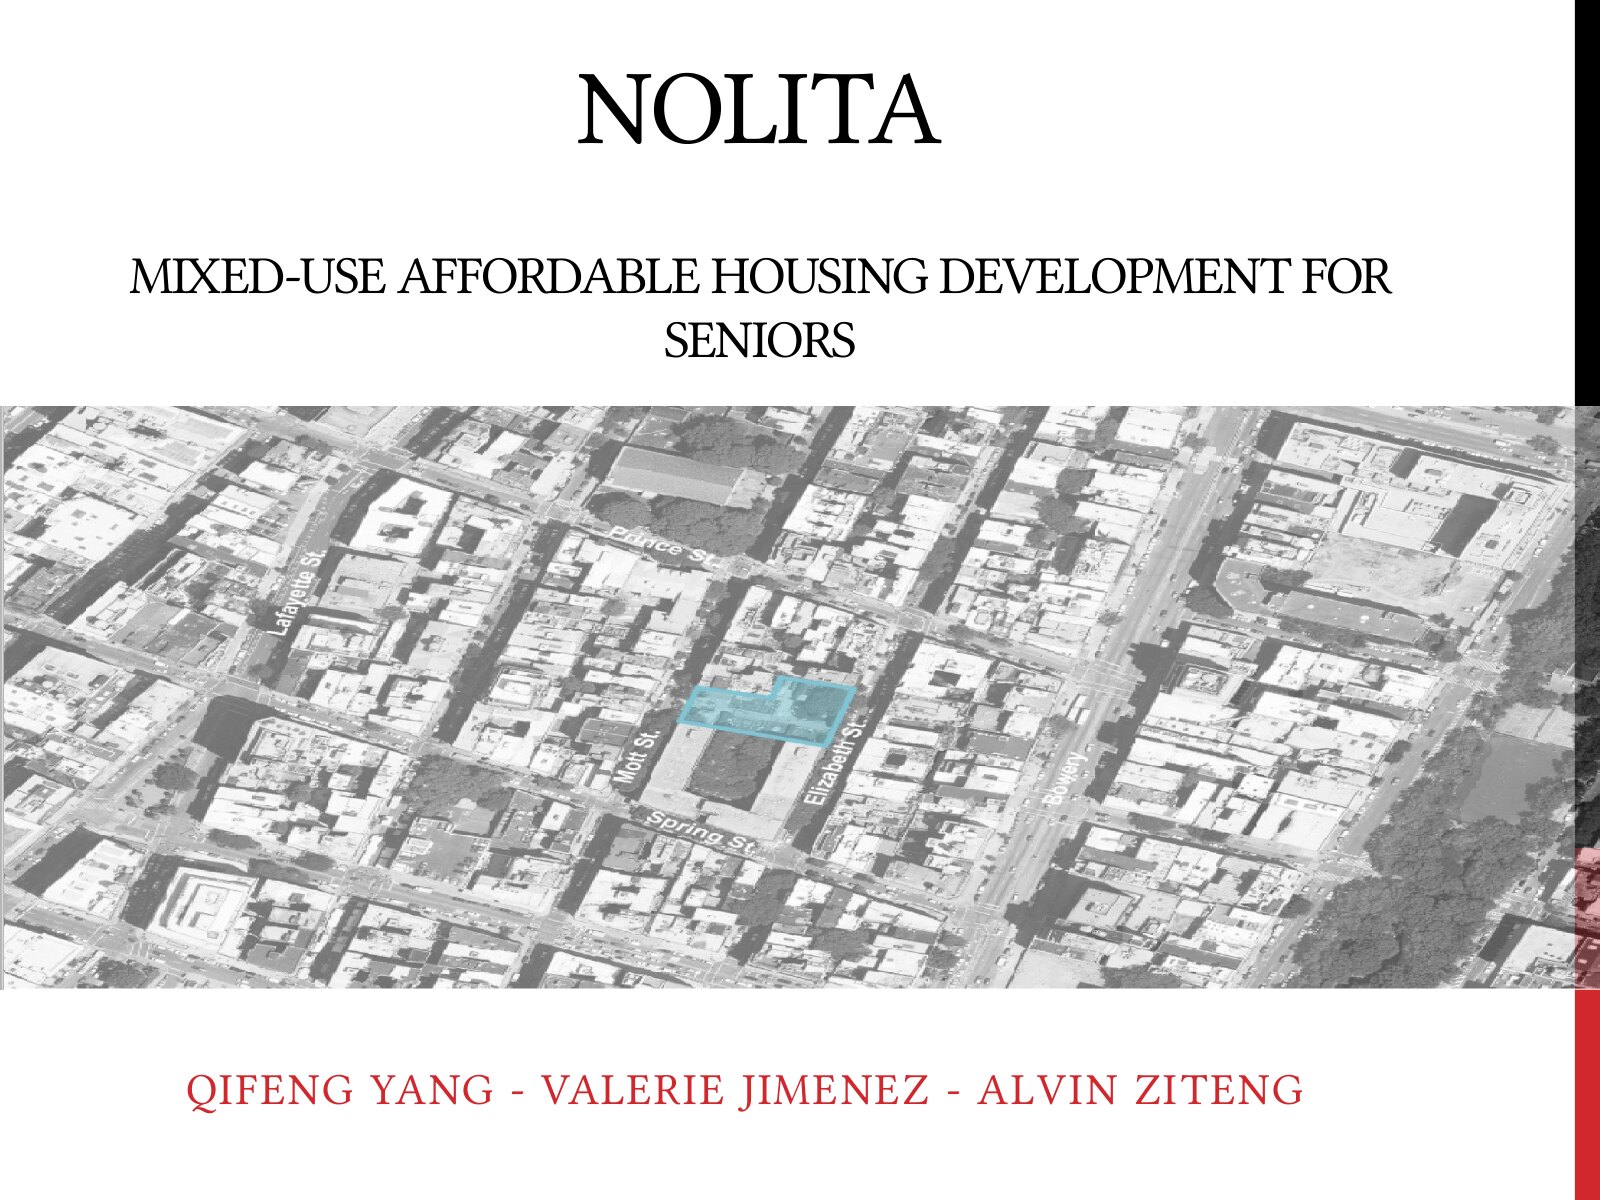 NOLITA
MIXED-USE AFFORDABLE HOUSING DEVELOPMENT FOR
SENIORS
Prince St.
Lafayette St.
Mott St.
Elizabeth St.
Bowery
Spring St.
QIFENG YANG - VALERIE JIMENEZ - ALVIN ZITENG